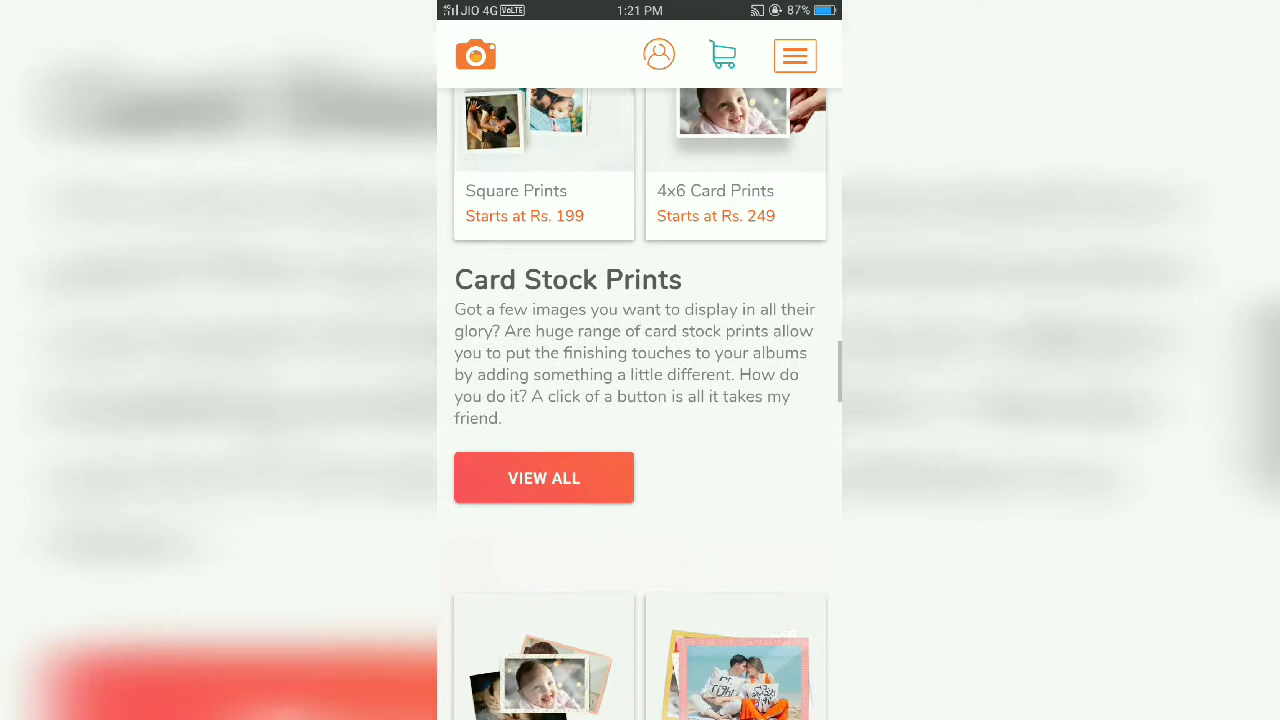 JIO 4G VoLTE 1:21 PM 87%
Square Prints
Starts at Rs. 199
4x6 Card Prints
Starts at Rs. 249
Card Stock Prints
Got a few images you want to display in all their
glory? Are huge range of card stock prints allow
you to put the finishing touches to your albums
by adding something a little different. How do
you do it? A click of a button is all it takes my
friend.
VIEW ALL